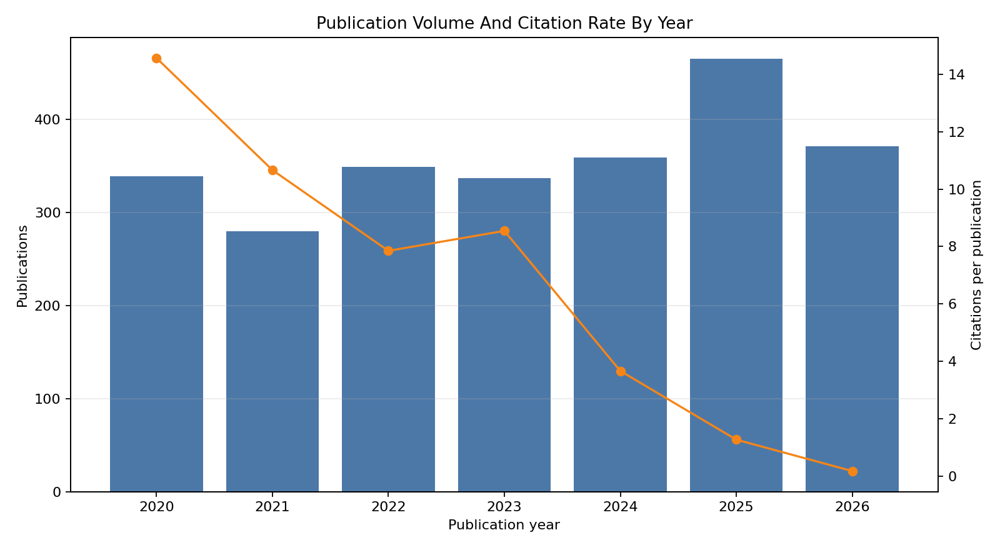 Publication Volume And Citation Rate By Year
Publications
400
300
200
100
0
14
12
10
8
6
4
2
0
Citations per publication
2020 2021 2022 2023 2024 2025 2026
Publication year